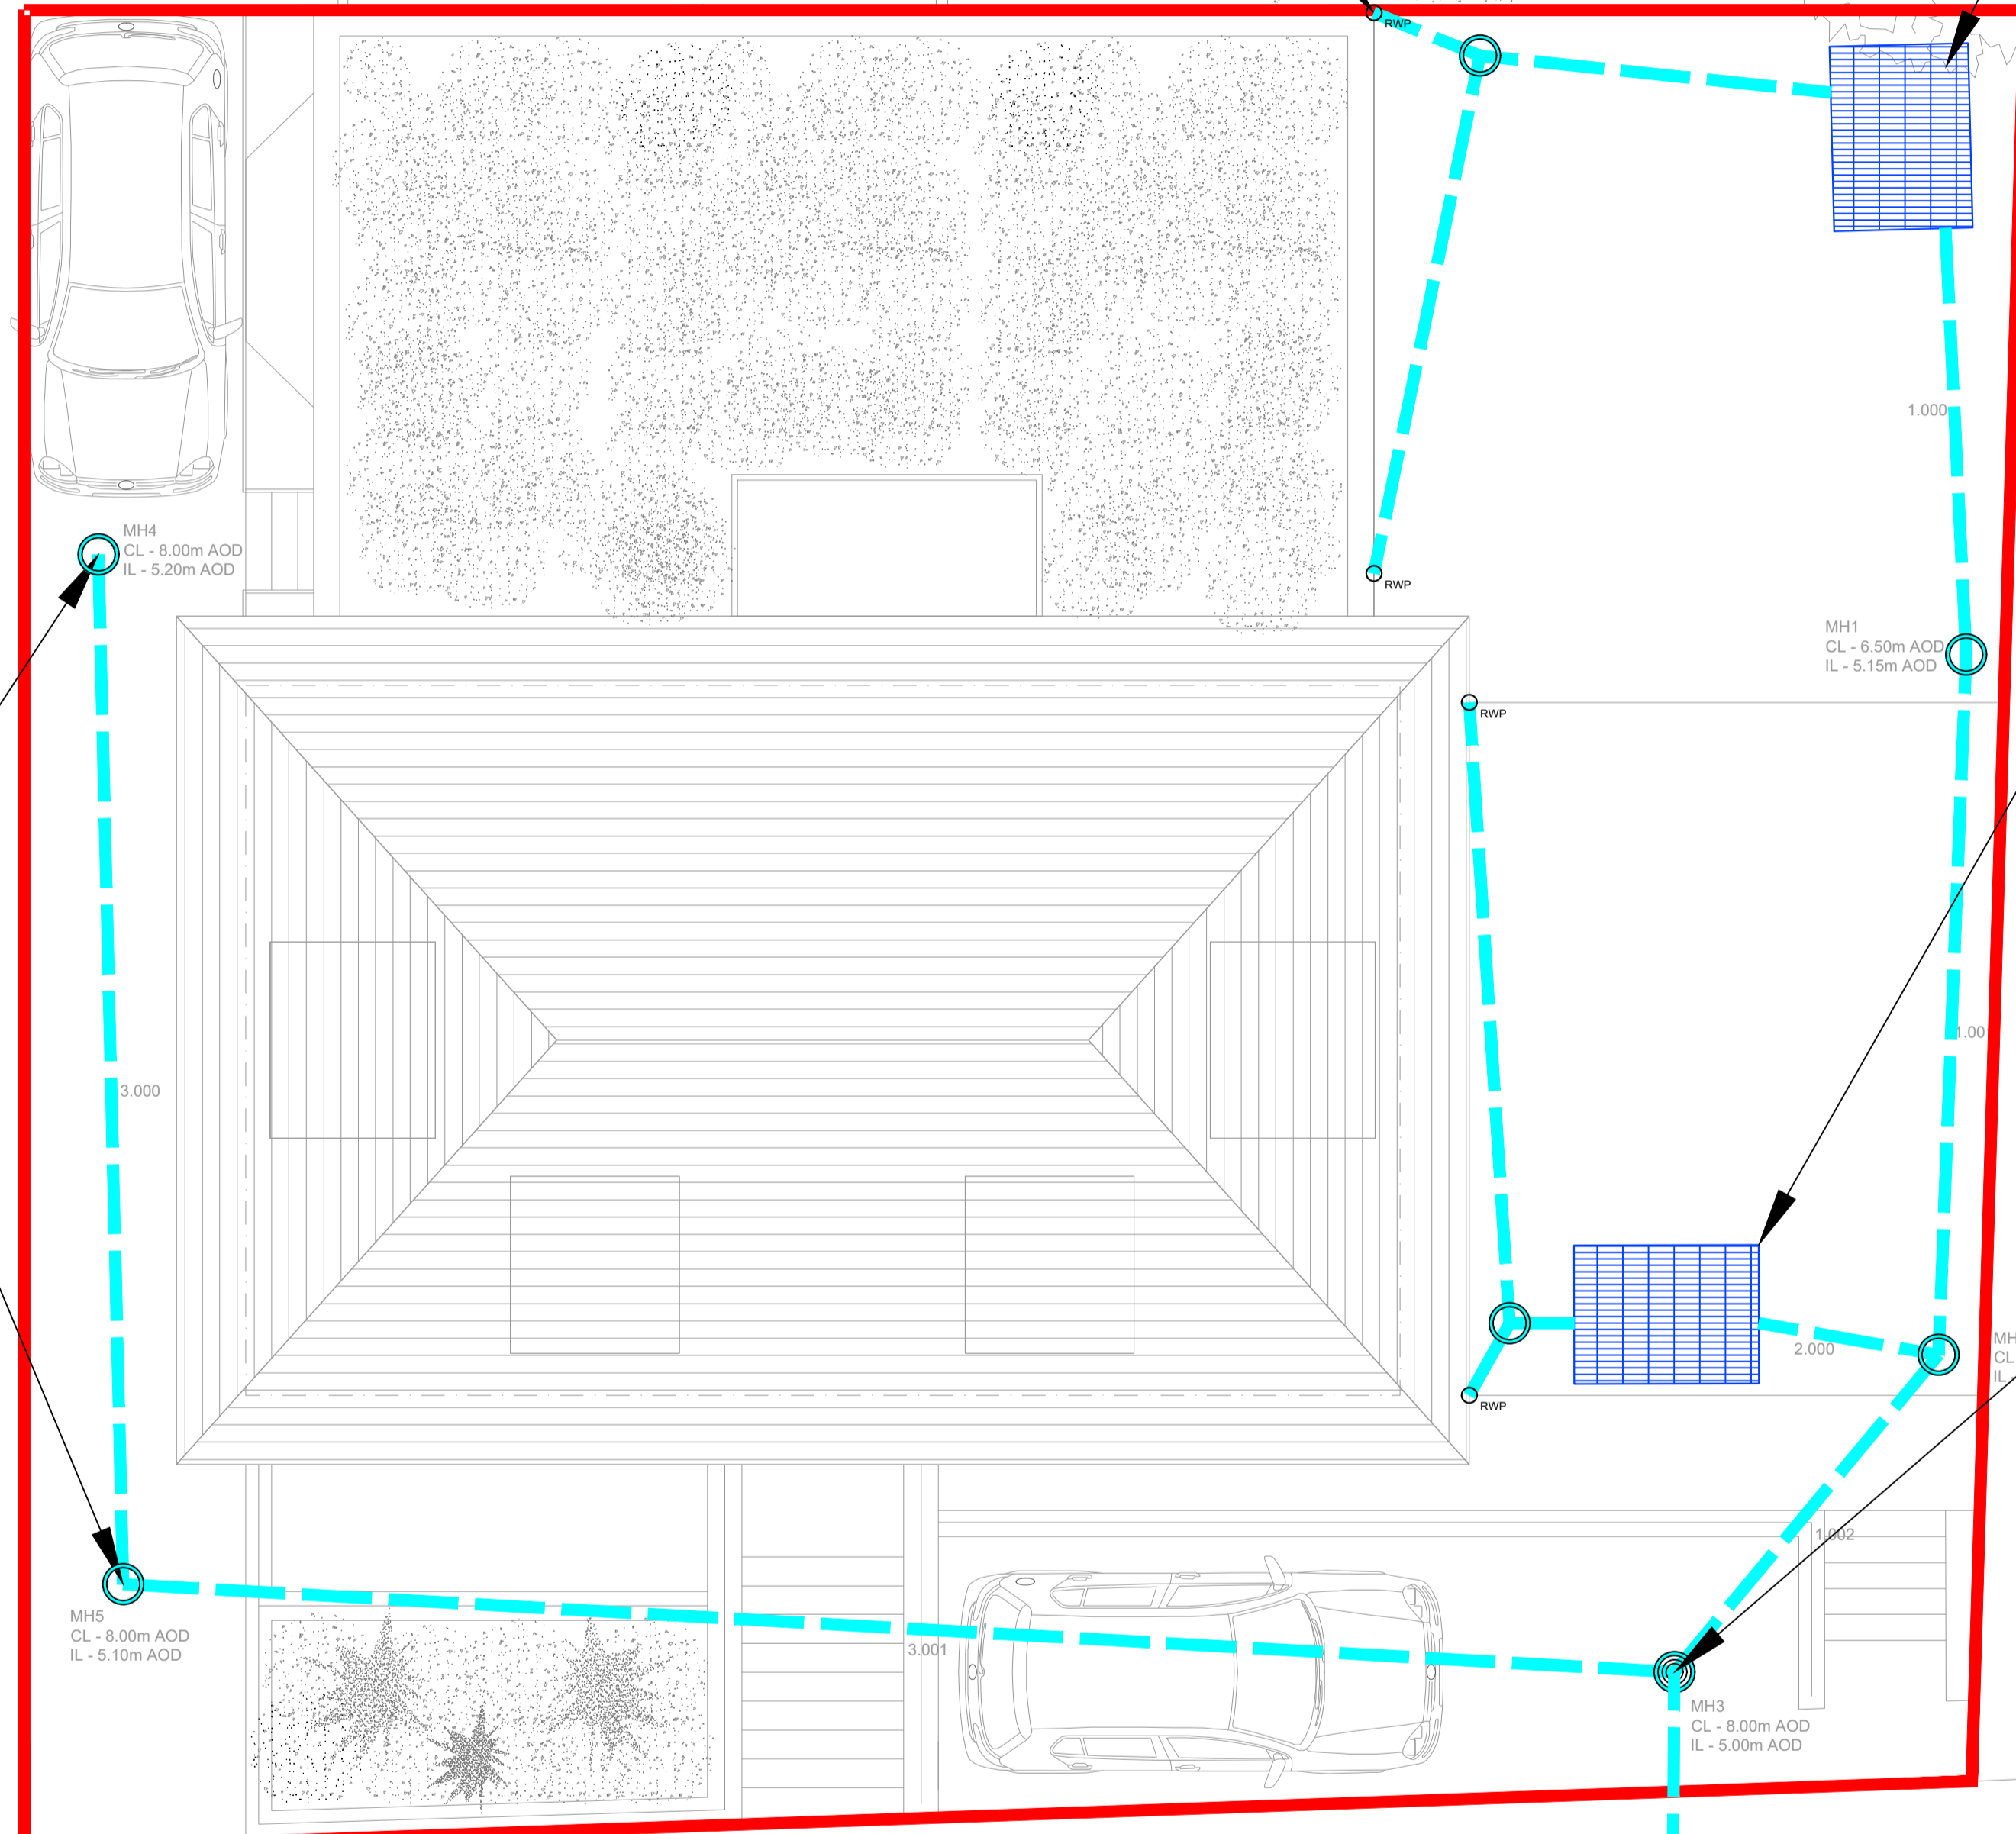 RWP
1.000
MH4
CL - 8.00m AOD
IL - 5.20m AOD
RWP
MH1
CL - 6.50m AOD
IL - 5.15m AOD
RWP
3.000
2.000
RWP
1.002
MH5
CL - 8.00m AOD
IL - 5.10m AOD
3.001
MH3
CL - 8.00m AOD
IL - 5.00m AOD